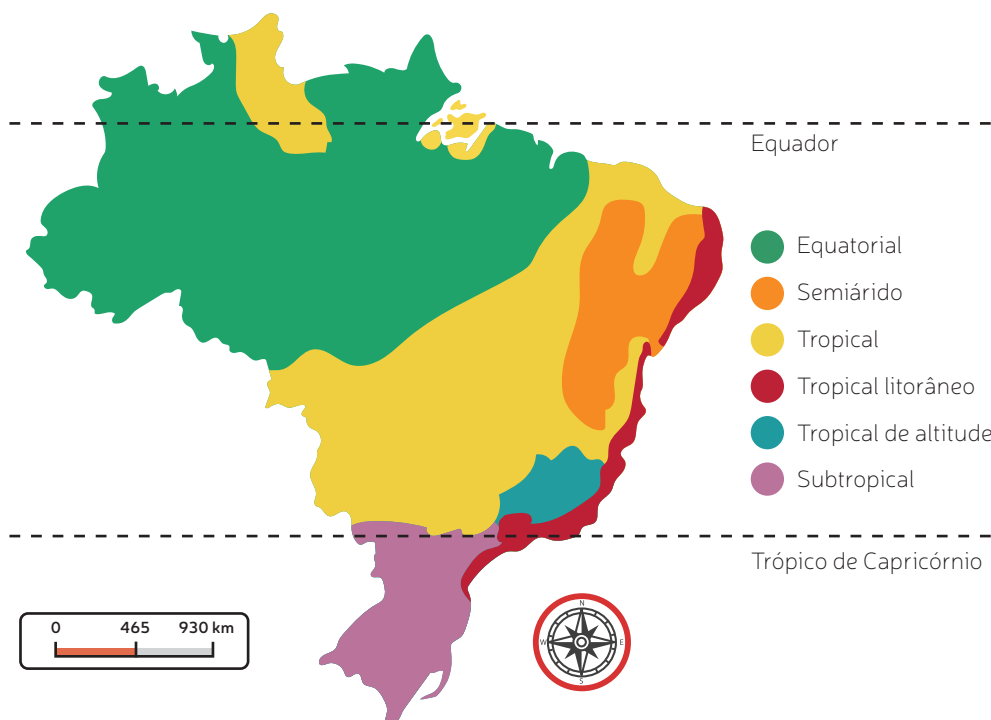 Equador
Equatorial
Semiárido
Tropical
Tropical litorâneo
Tropical de altitude
Subtropical
Trópico de Capricórnio
0 465 930 km
N
W E
S